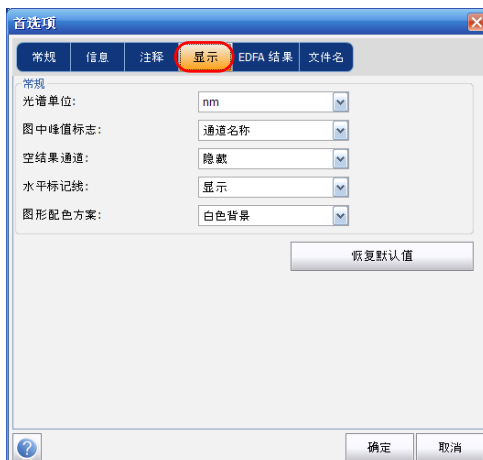 首选项
常规 信息 注释 显示 EDFA 结果 文件名
常规
光谱单位: nm
图中峰值标志: 通道名称
空结果通道: 隐藏
水平标记线: 显示
图形配色方案: 白色背景
恢复默认值
确定 取消